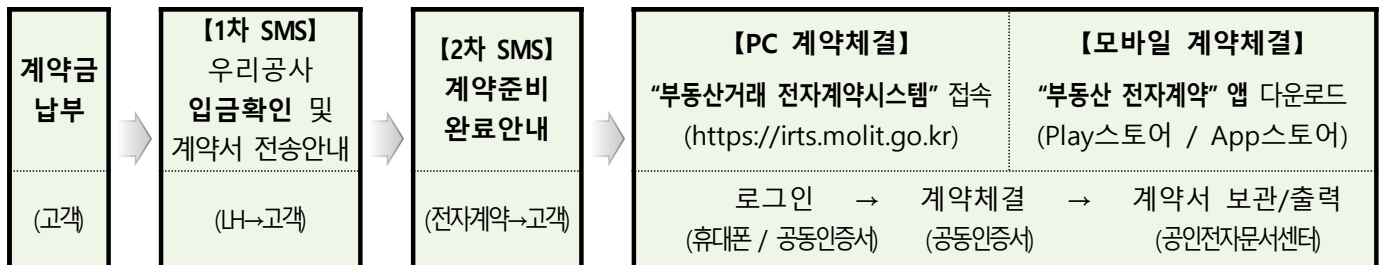 계약금
납부
(고객)
【1차 SMS】
우리공사
입금확인 및
계약서 전송안내
(LH→고객)
【2차 SMS】
계약준비
완료안내
(전자계약→고객)
【PC 계약체결】
“부동산거래 전자계약시스템” 접속
(https://irts.molit.go.kr)
【모바일 계약체결】
“부동산 전자계약” 앱 다운로드
(Play스토어 / App스토어)
로그인 → 계약체결 → 계약서 보관/출력
(휴대폰 / 공동인증서) (공동인증서) (공인전자문서센터)